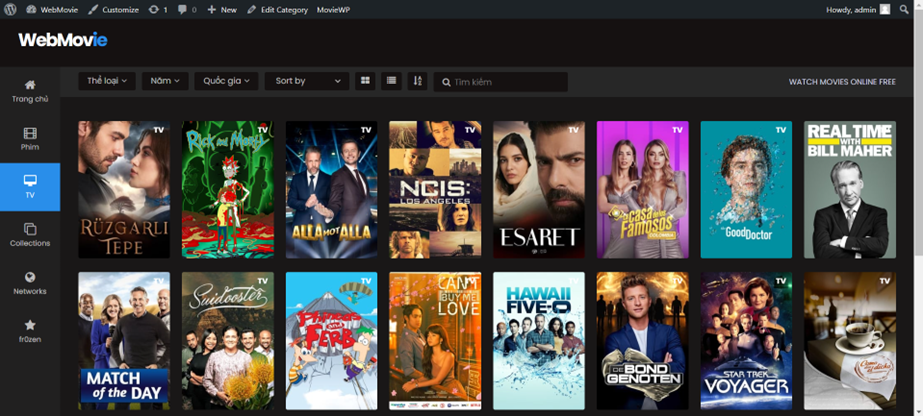 WebMovie Customize 1 0 New Edit Category MovieWP Howdy, admin
WebMovie
Thể loại Năm Quốc gia Sort by Tìm kiếm WATCH MOVIES ONLINE FREE
Trang chủ
Phim
TV
Collections
Networks
fr0zen
TV
RÜZGARLI
TEPE
TV
Rick and Morty
TV
ALLA MOT ALLA
TV
NCIS:
LOS ANGELES
TV
ESARET
TV
La casa de los
Famosos
COLOMBIA
TV
Good Doctor
REAL TIME
WITH
BILL MAHER
TV
MATCH
OF THE DAY
TV
Suidooster
TV
PHINEAS
and
FERB
CAN'T
BUY ME
LOVE
TV
HAWAII
FIVE-0
TV
DE BOND
GENOTEN
TV
STAR TREK
VOYAGER
TV